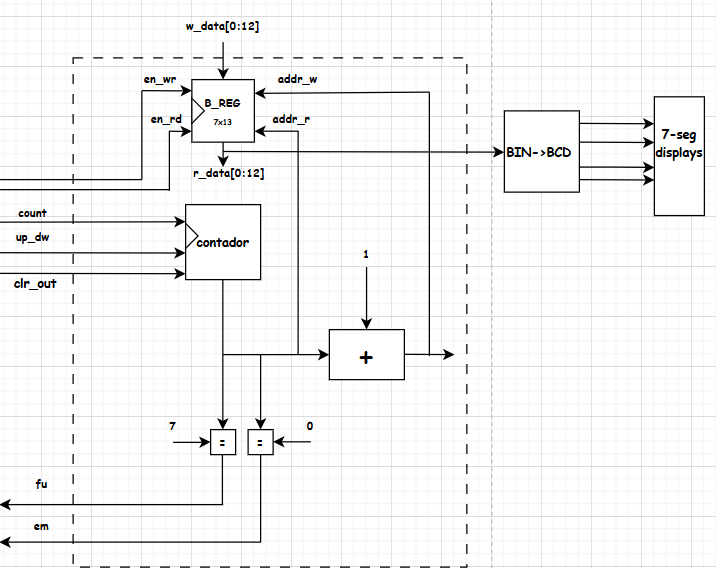 w_data[0:12]
en_wr
addr_w
B_REG
7x13
en_rd
addr_r
r_data[0:12]
BIN->BCD
7-seg
displays
count
up_dw
clr_out
contador
1
+
7
=
=
0
fu
em